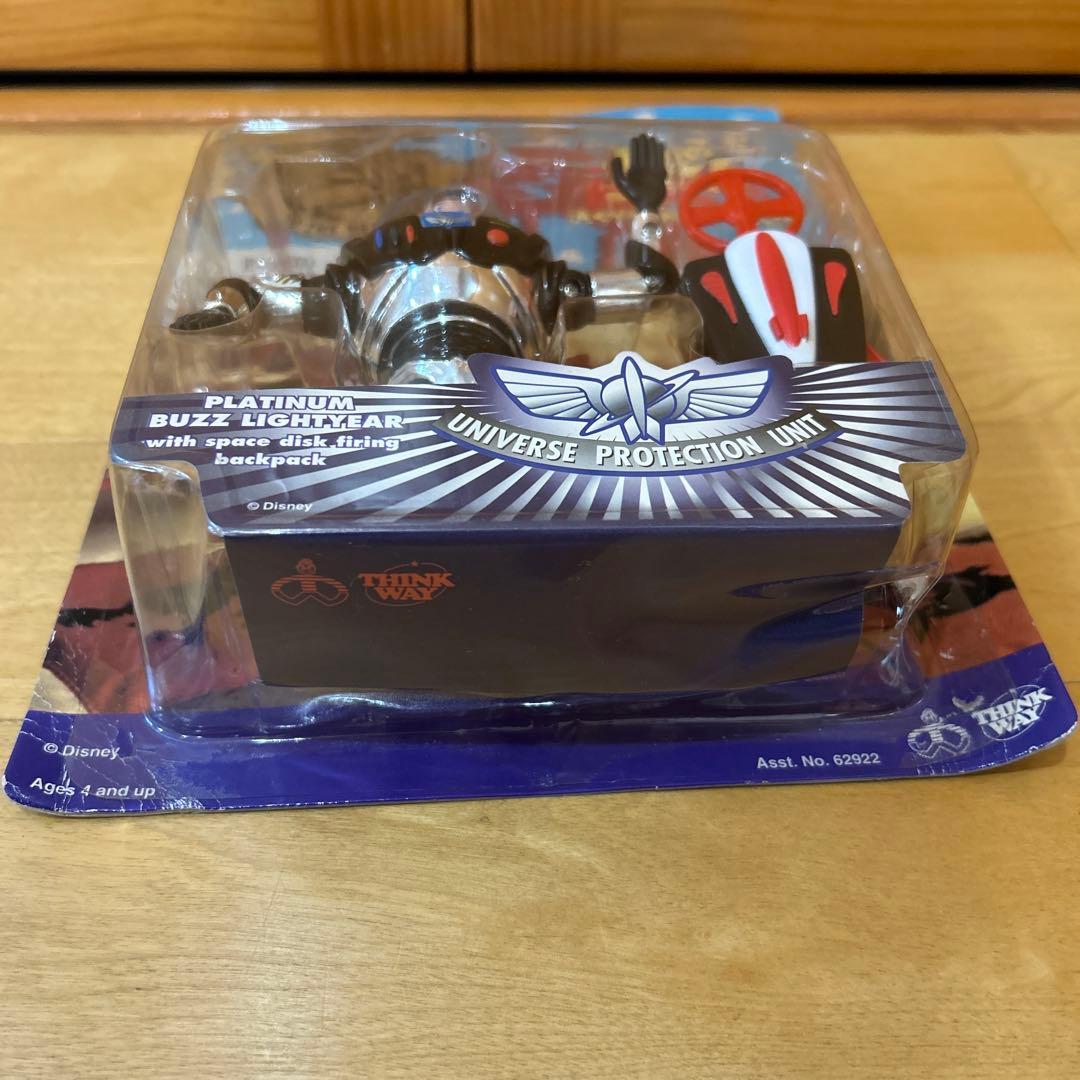 PLATINUM
BUZZ LIGHTYEAR
with space disk firing
backpack
UNIVERSE PROTECTION UNIT
© Disney
THINK
WAY
© Disney
Ages 4 and up
Asst. No. 62922
THINK
WAY